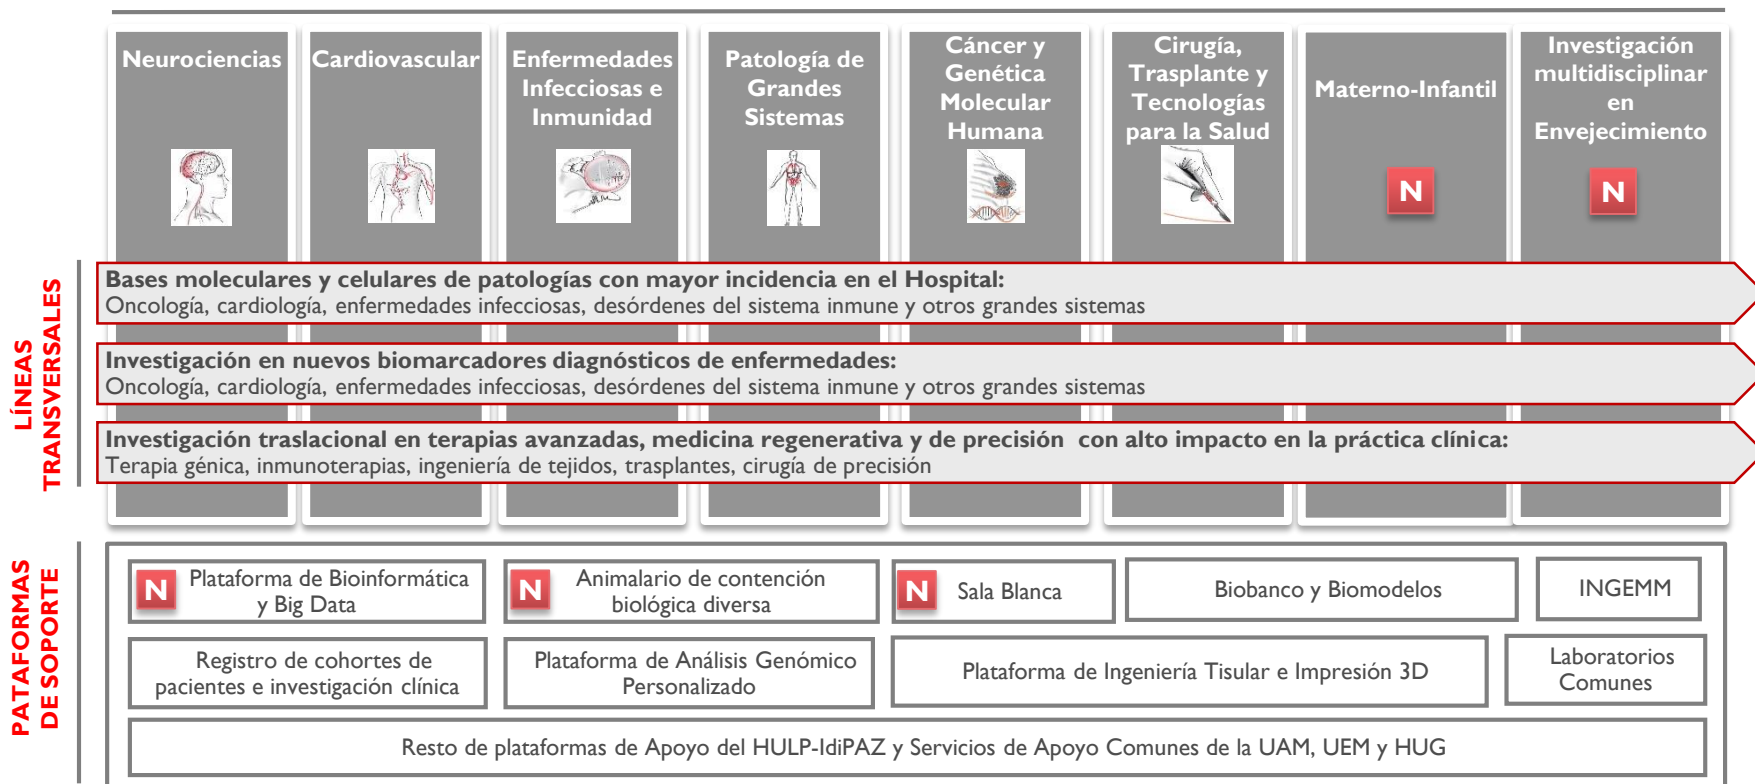 Neurociencias
Cardiovascular
Enfermedades
Infecciosas e
Inmunidad
Patología de
Grandes
Sistemas
Cáncer y
Genética
Molecular
Humana
Cirugía,
Trasplante y
Tecnologías
para la Salud
Materno-Infantil
N
Investigación
multidisciplinar
en
Envejecimiento
N
LÍNEAS
TRANSVERSALES
Bases moleculares y celulares de patologías con mayor incidencia en el Hospital:
Oncología, cardiología, enfermedades infecciosas, desórdenes del sistema inmune y otros grandes sistemas
Investigación en nuevos biomarcadores diagnósticos de enfermedades:
Oncología, cardiología, enfermedades infecciosas, desórdenes del sistema inmune y otros grandes sistemas
Investigación traslacional en terapias avanzadas, medicina regenerativa y de precisión con alto impacto en la práctica clínica:
Terapia génica, inmunoterapias, ingeniería de tejidos, trasplantes, cirugía de precisión
PATAFORMAS
DE SOPORTE
N
Plataforma de Bioinformática
y Big Data
N
Animalario de contención
biológica diversa
N
Sala Blanca
Biobanco y Biomodelos
INGEMM
Registro de cohortes de
pacientes e investigación clínica
Plataforma de Análisis Genómico
Personalizado
Plataforma de Ingeniería Tisular e Impresión 3D
Laboratorios
Comunes
Resto de plataformas de Apoyo del HULP-IdiPAZ y Servicios de Apoyo Comunes de la UAM, UEM y HUG